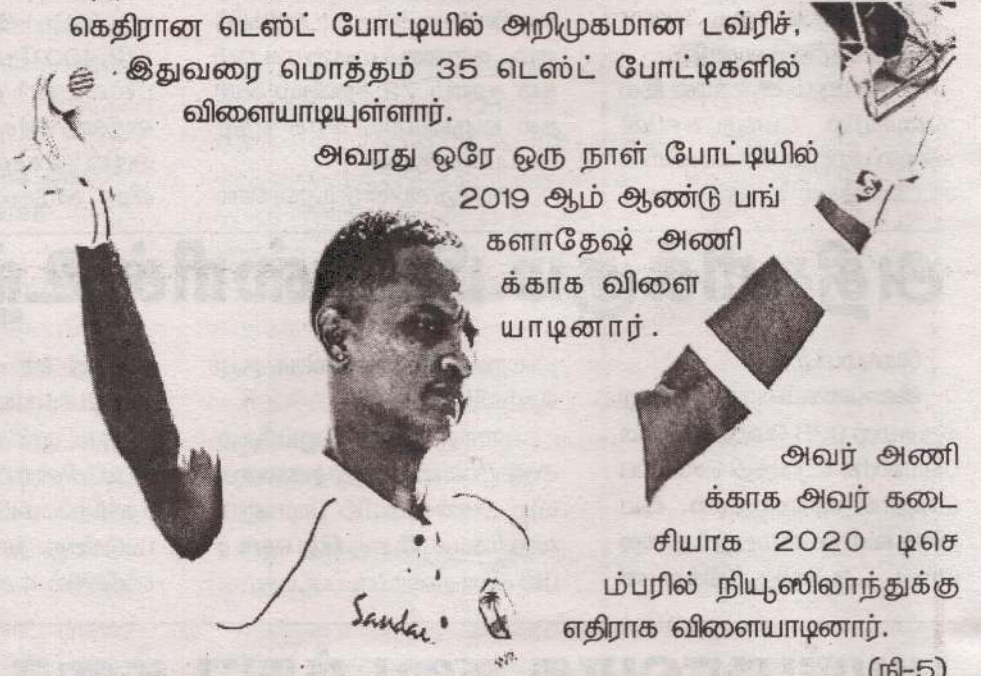 கெதிரான டெஸ்ட் போட்டியில் அறிமுகமான டவ்ரிச்,
இதுவரை மொத்தம் 35 டெஸ்ட் போட்டிகளில்
விளையாடியுள்ளார்.
அவரது ஒரே ஒரு நாள் போட்டியில்
2019 ஆம் ஆண்டு பங்
களாதேஷ் அணி
க்காக விளை
யாடினார்.
அவர் அணி
க்காக அவர் கடை
சியாக 2020 டிசெ
ம்பரில் நியூஸிலாந்துக்கு
எதிராக விளையாடினார்.
(நி-5)
Sandai